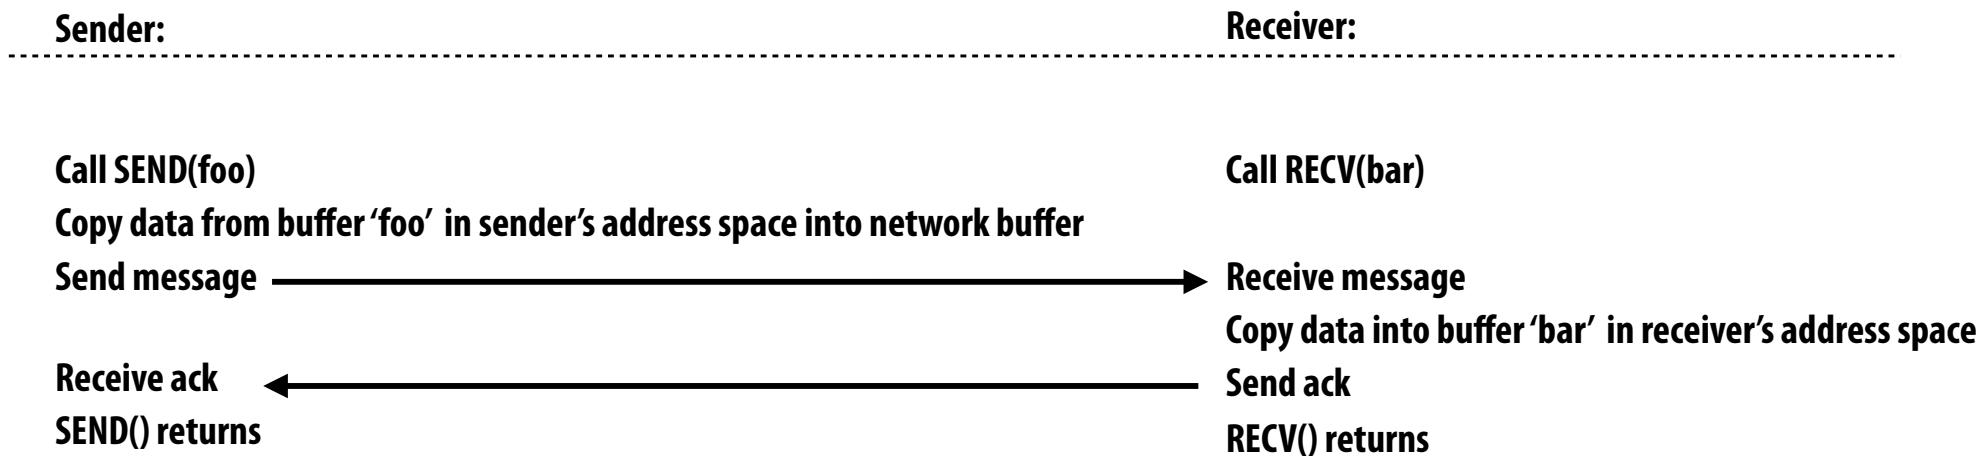 Sender:
Receiver:
Call SEND(foo)
Call RECV(bar)
Copy data from buffer ‘foo’ in sender’s address space into network buffer
Send message
Receive message
Copy data into buffer ‘bar’ in receiver’s address space
Receive ack
Send ack
SEND() returns
RECV() returns